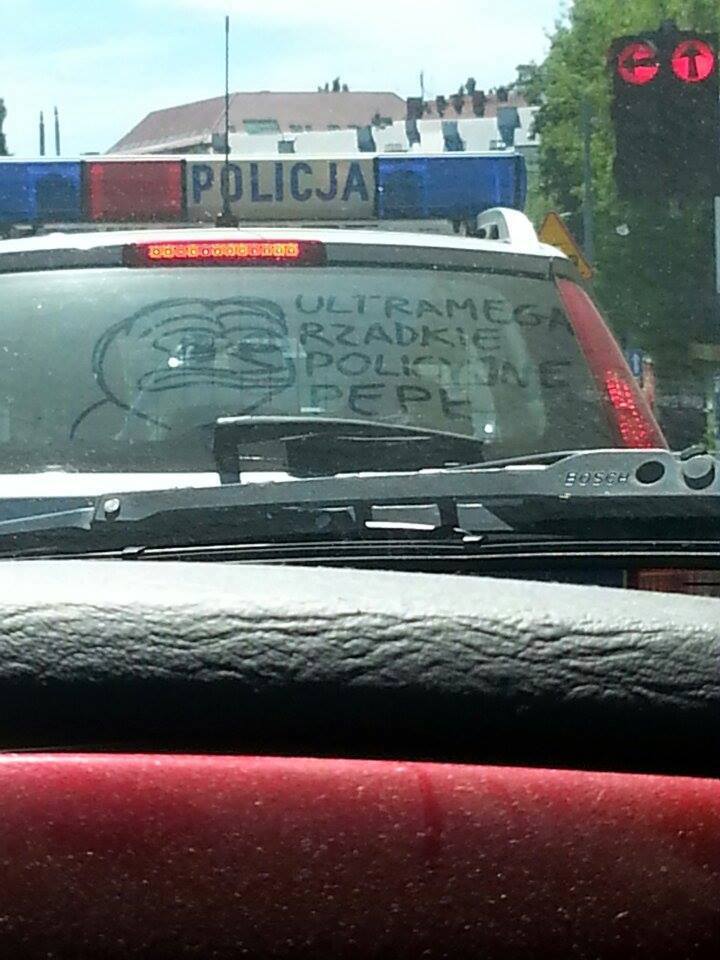 POLICJA
ULTRAMEGA
RZADKIE
POLICYJNE
PEPE
BOSCH